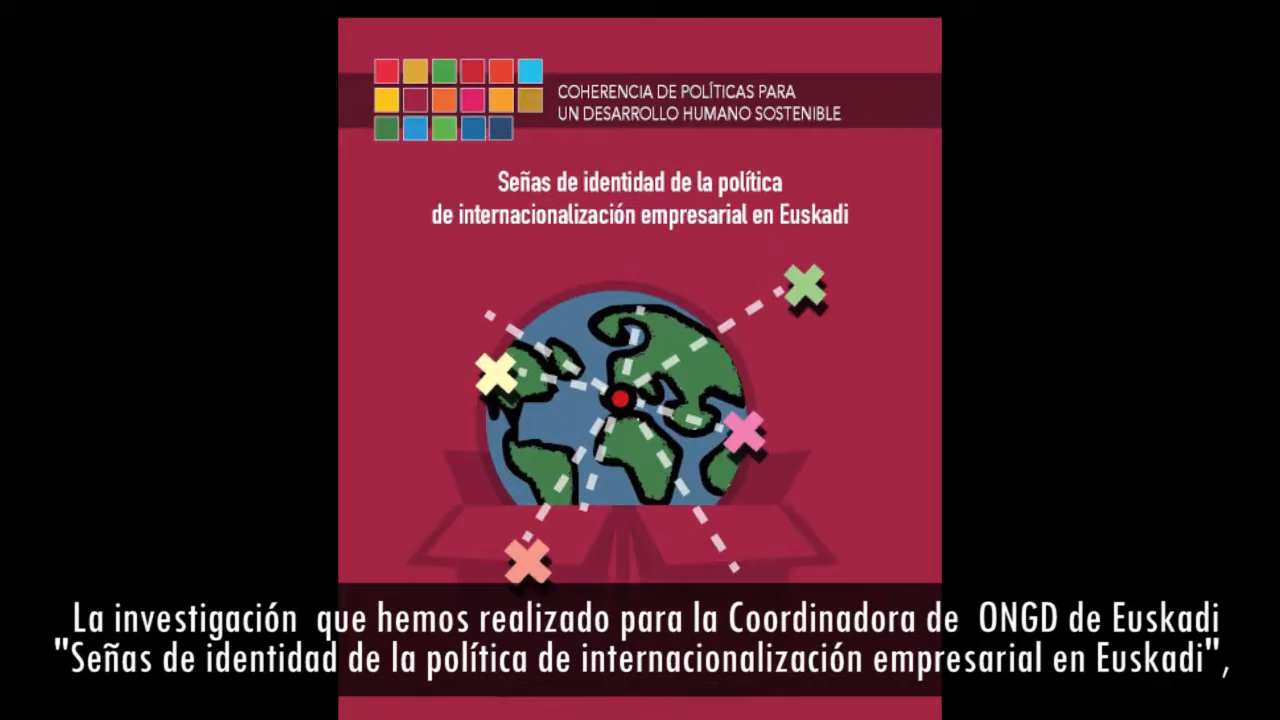 COHERENCIA DE POLÍTICAS PARA
UN DESARROLLO HUMANO SOSTENIBLE
Señas de identidad de la política
de internacionalización empresarial en Euskadi
La investigación que hemos realizado para la Coordinadora de ONGD de Euskadi
"Señas de identidad de la política de internacionalización empresarial en Euskadi",